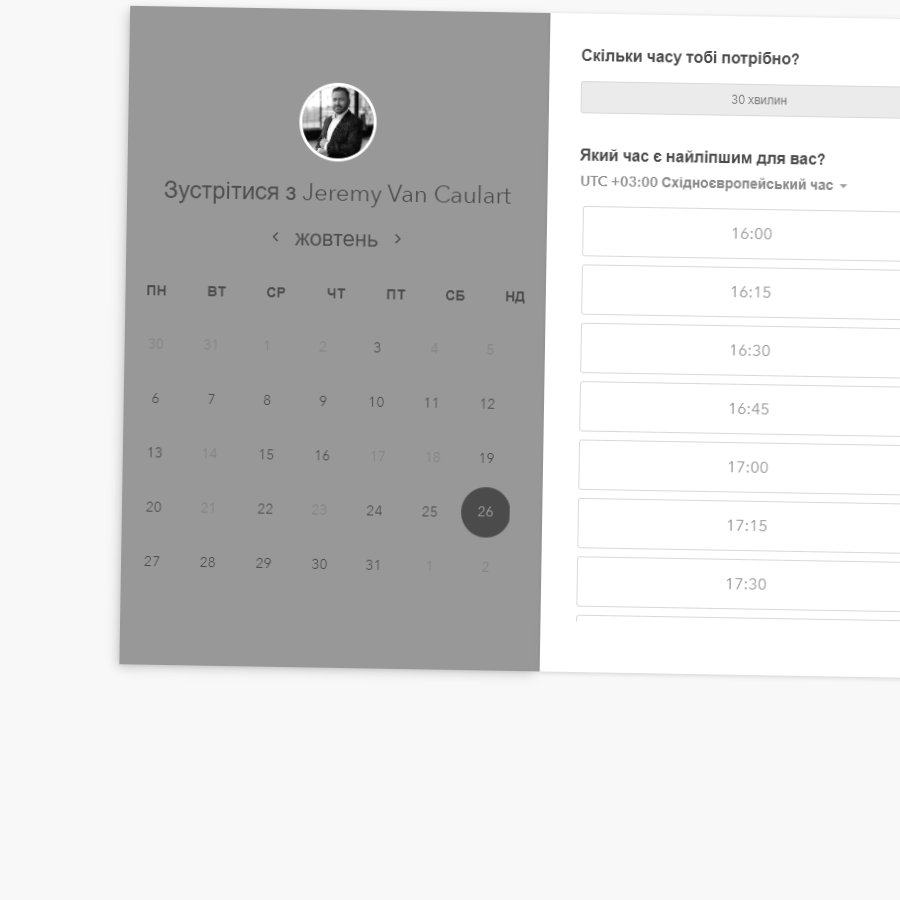 Зустрітися з Jeremy Van Caulart
жовтень
ПН ВТ СР ЧТ ПТ СБ НД
30 31 1 2 3 4 5
6 7 8 9 10 11 12
13 14 15 16 17 18 19
20 21 22 23 24 25 26
27 28 29 30 31 1 2
Скільки часу тобі потрібно?
30 хвилин
Який час є найліпшим для вас?
UTC +03:00 Східноєвропейський час
16:00
16:15
16:30
16:45
17:00
17:15
17:30